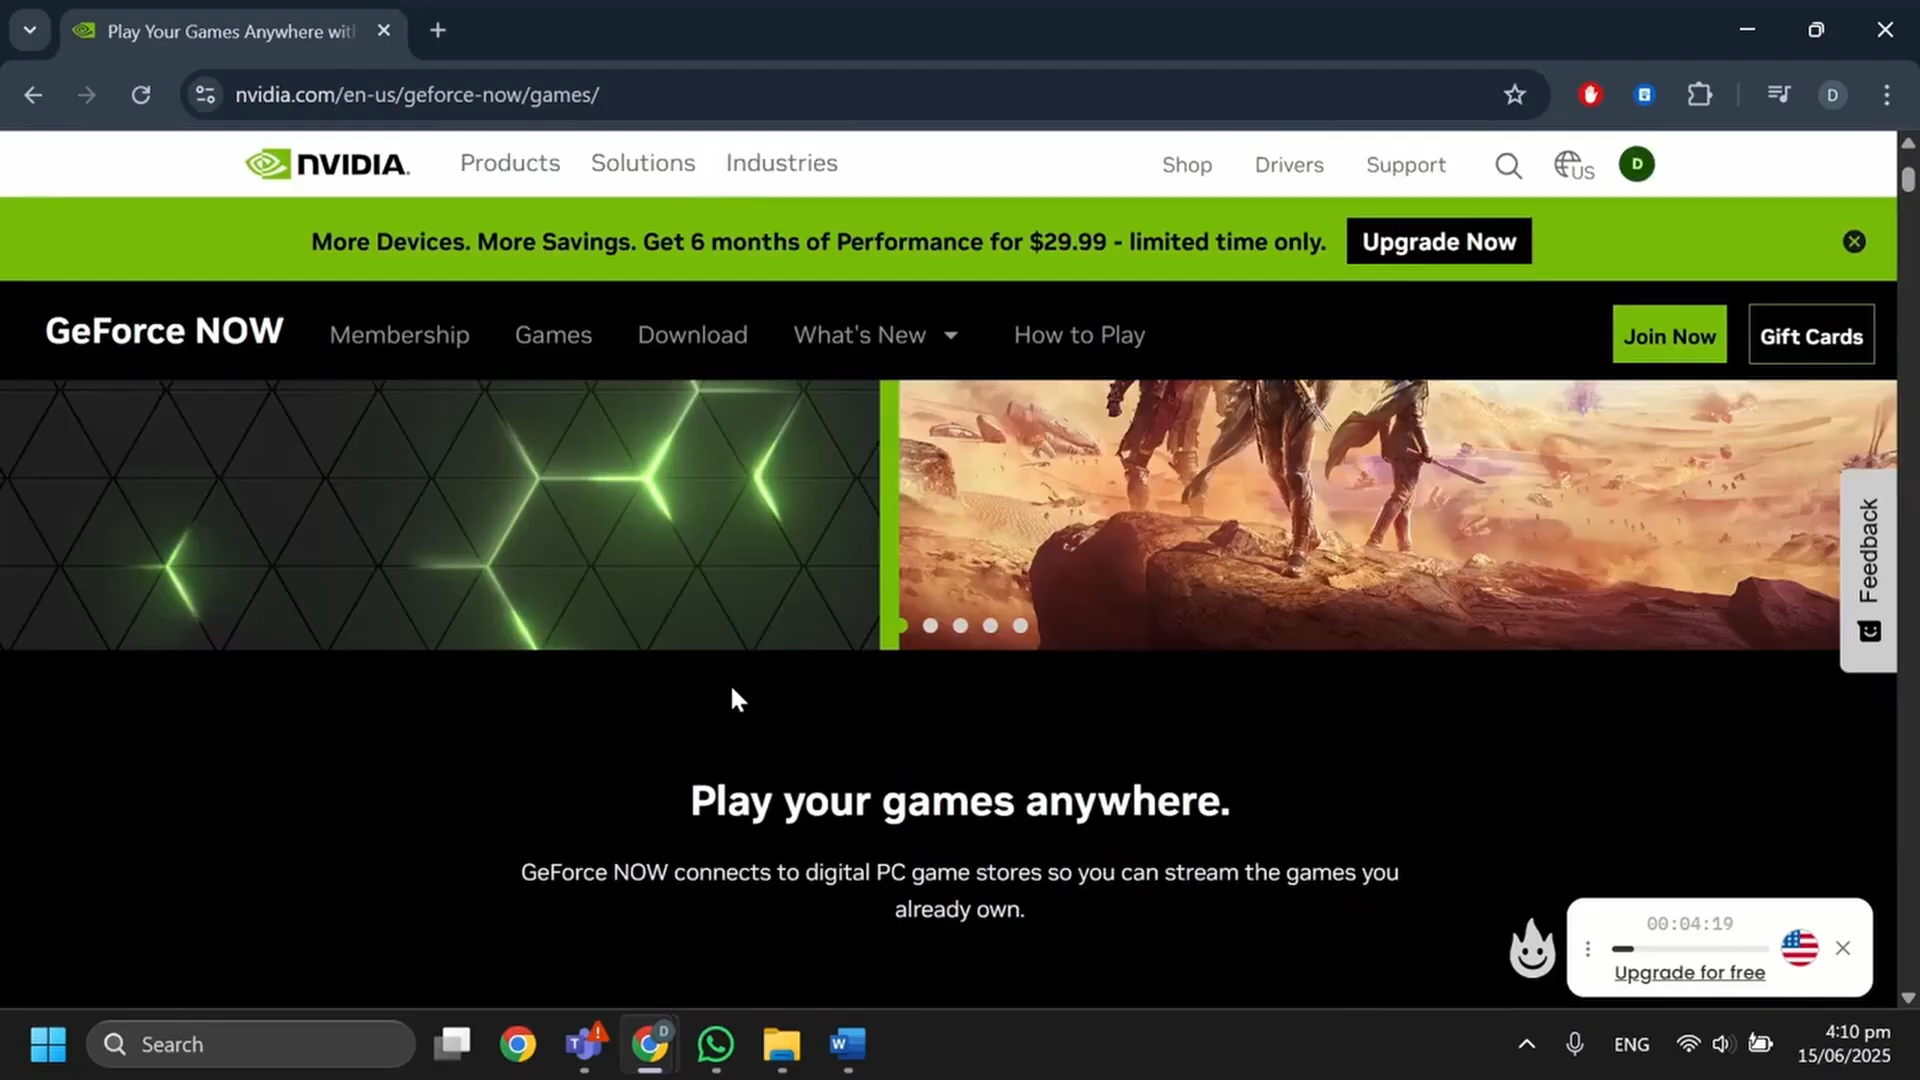 Play Your Games Anywhere with
nvidia.com/en-us/geforce-now/games/
D
NVIDIA.
Products
Solutions
Industries
Shop
Drivers
Support
US
D
More Devices. More Savings. Get 6 months of Performance for $29.99 - limited time only.
Upgrade Now
GeForce NOW
Membership
Games
Download
What's New
How to Play
Join Now
Gift Cards
Feedback
Play your games anywhere.
GeForce NOW connects to digital PC game stores so you can stream the games you
already own.
00:04:19
Upgrade for free
Search
T
D
W
ENG
4:10 pm
15/06/2025